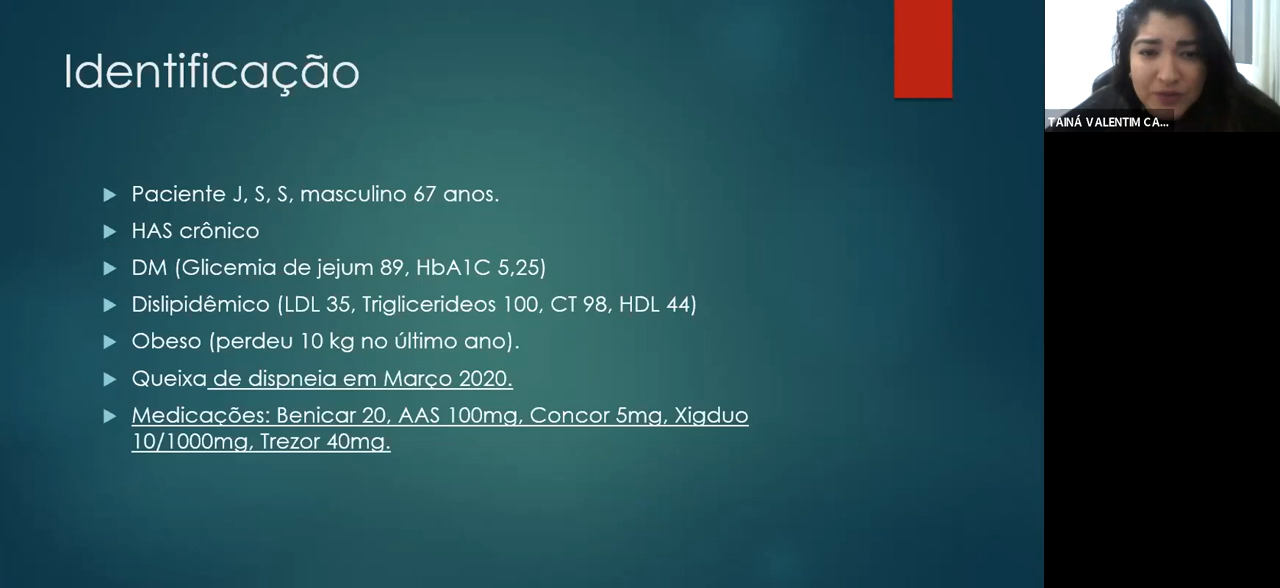 Identificação
TAINÁ VALENTIM CA...
Paciente J, S, S, masculino 67 anos.
HAS crônico
DM (Glicemia de jejum 89, HbA1C 5,25)
Dislipidêmico (LDL 35, Triglicerideos 100, CT 98, HDL 44)
Obeso (perdeu 10 kg no último ano).
Queixa de dispneia em Março 2020.
Medicações: Benicar 20, AAS 100mg, Concor 5mg, Xigduo
10/1000mg, Trezor 40mg.